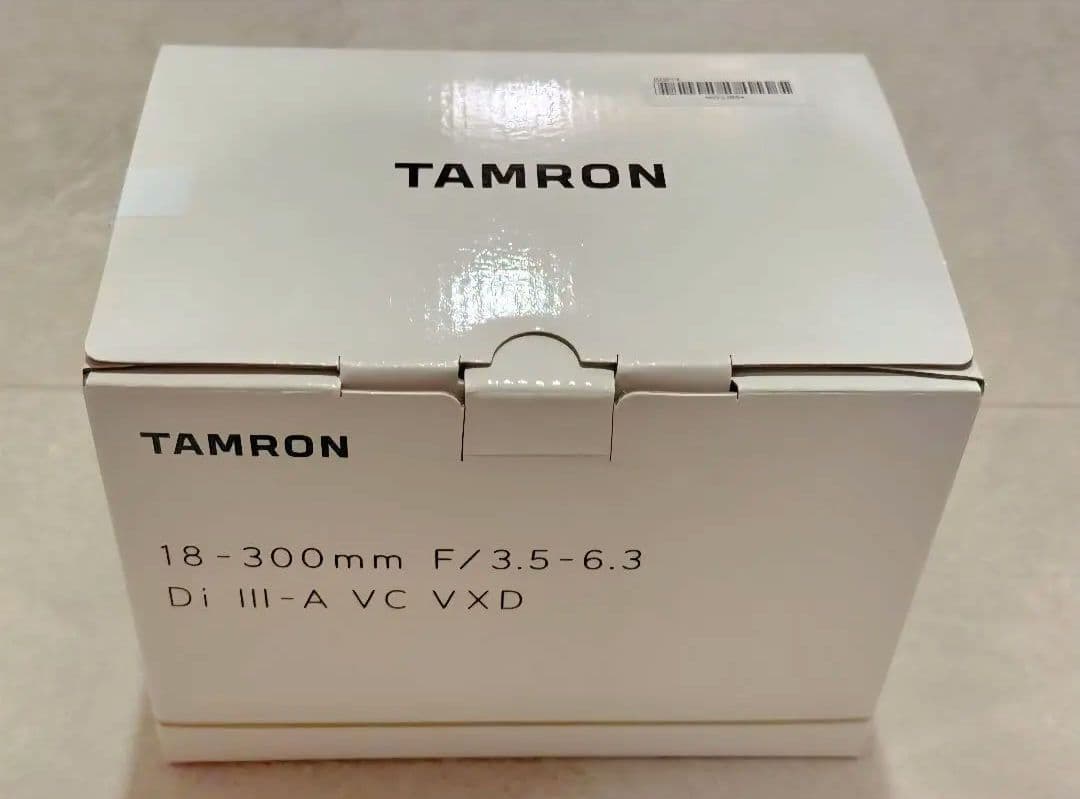 TAMRON
TAMRON
18-300mm F/3.5-6.3
Di III-A VC VXD